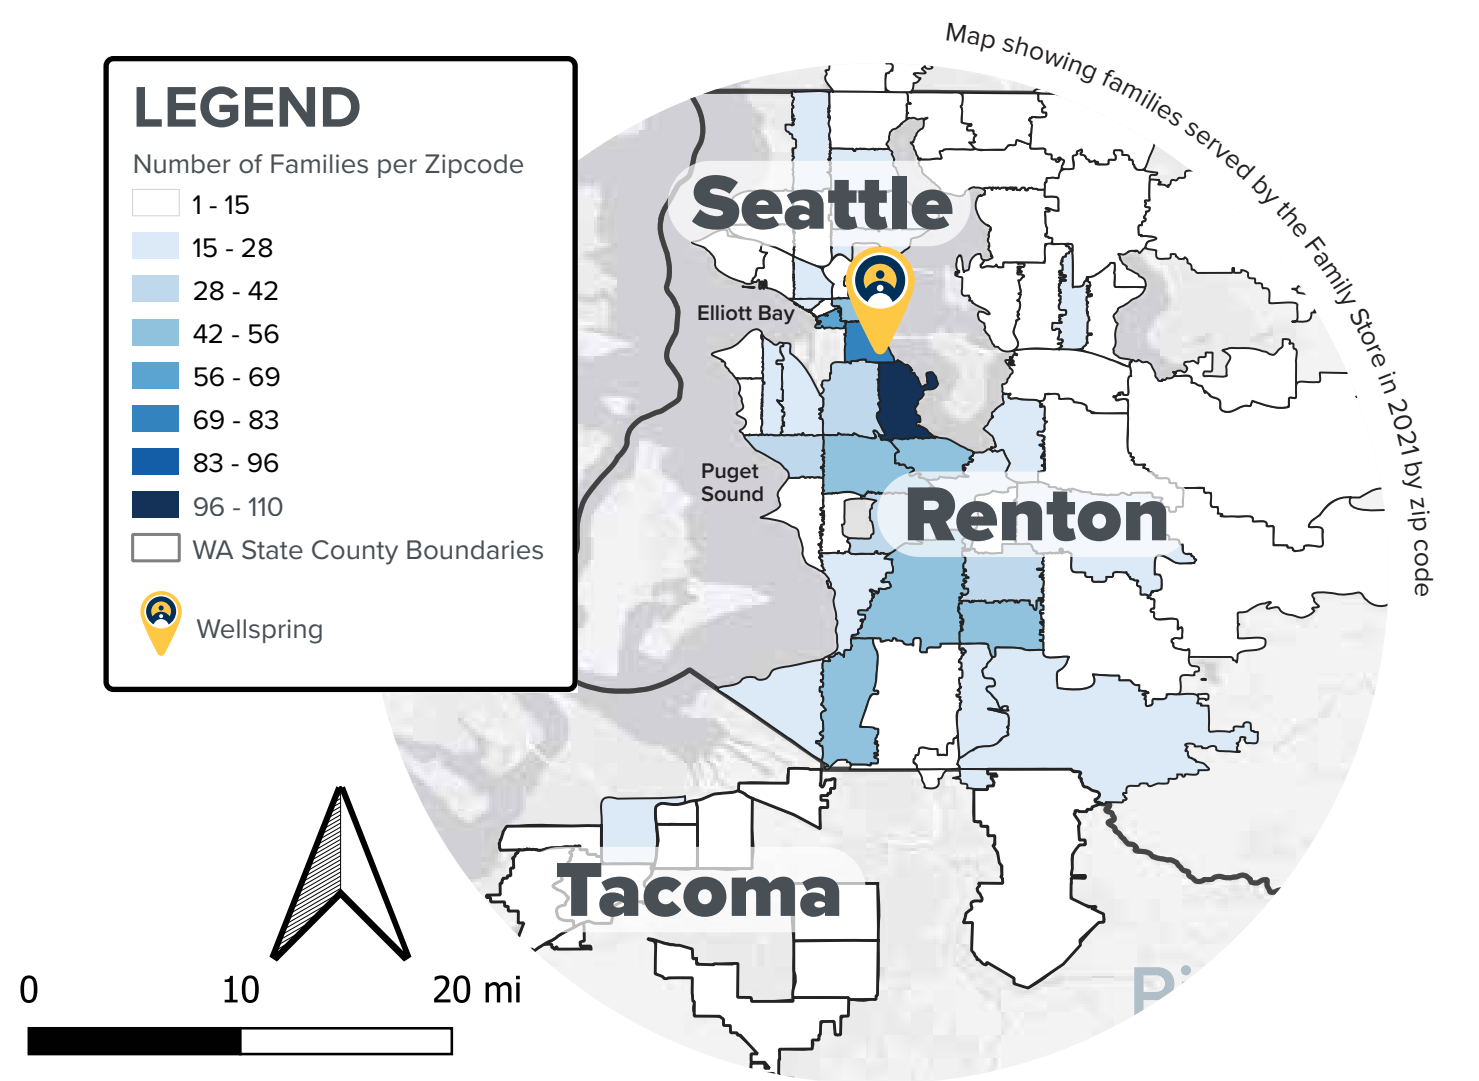 Map showing families served by the Family Store in 2021 by zip code
LEGEND
Number of Families per Zipcode
1 - 15
15 - 28
28 - 42
42 - 56
56 - 69
69 - 83
83 - 96
96 - 110
WA State County Boundaries
Wellspring
Seattle
Elliott Bay
Puget
Sound
Renton
Tacoma
0 10 20 mi